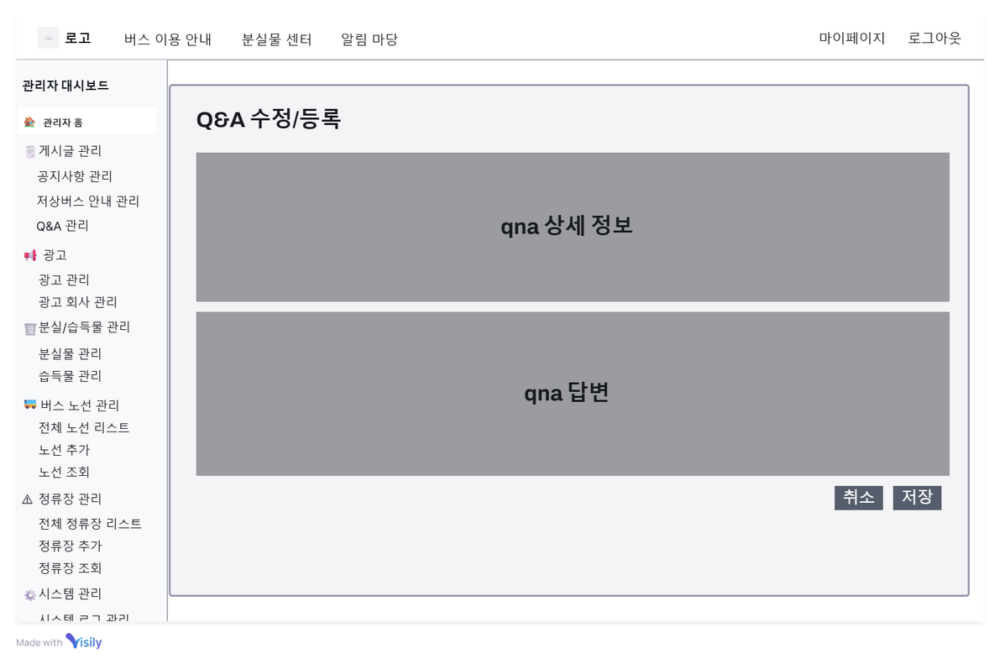 로고
버스 이용 안내
분실물 센터
알림 마당
마이페이지
로그아웃
관리자 대시보드
관리자 홈
게시글 관리
공지사항 관리
저상버스 안내 관리
Q&A 관리
광고
광고 관리
광고 회사 관리
분실/습득물 관리
분실물 관리
습득물 관리
버스 노선 관리
전체 노선 리스트
노선 추가
노선 조회
정류장 관리
전체 정류장 리스트
정류장 추가
정류장 조회
시스템 관리
시스템 로그 관리
Q&A 수정/등록
qna 상세 정보
qna 답변
취소
저장
Made with Visily